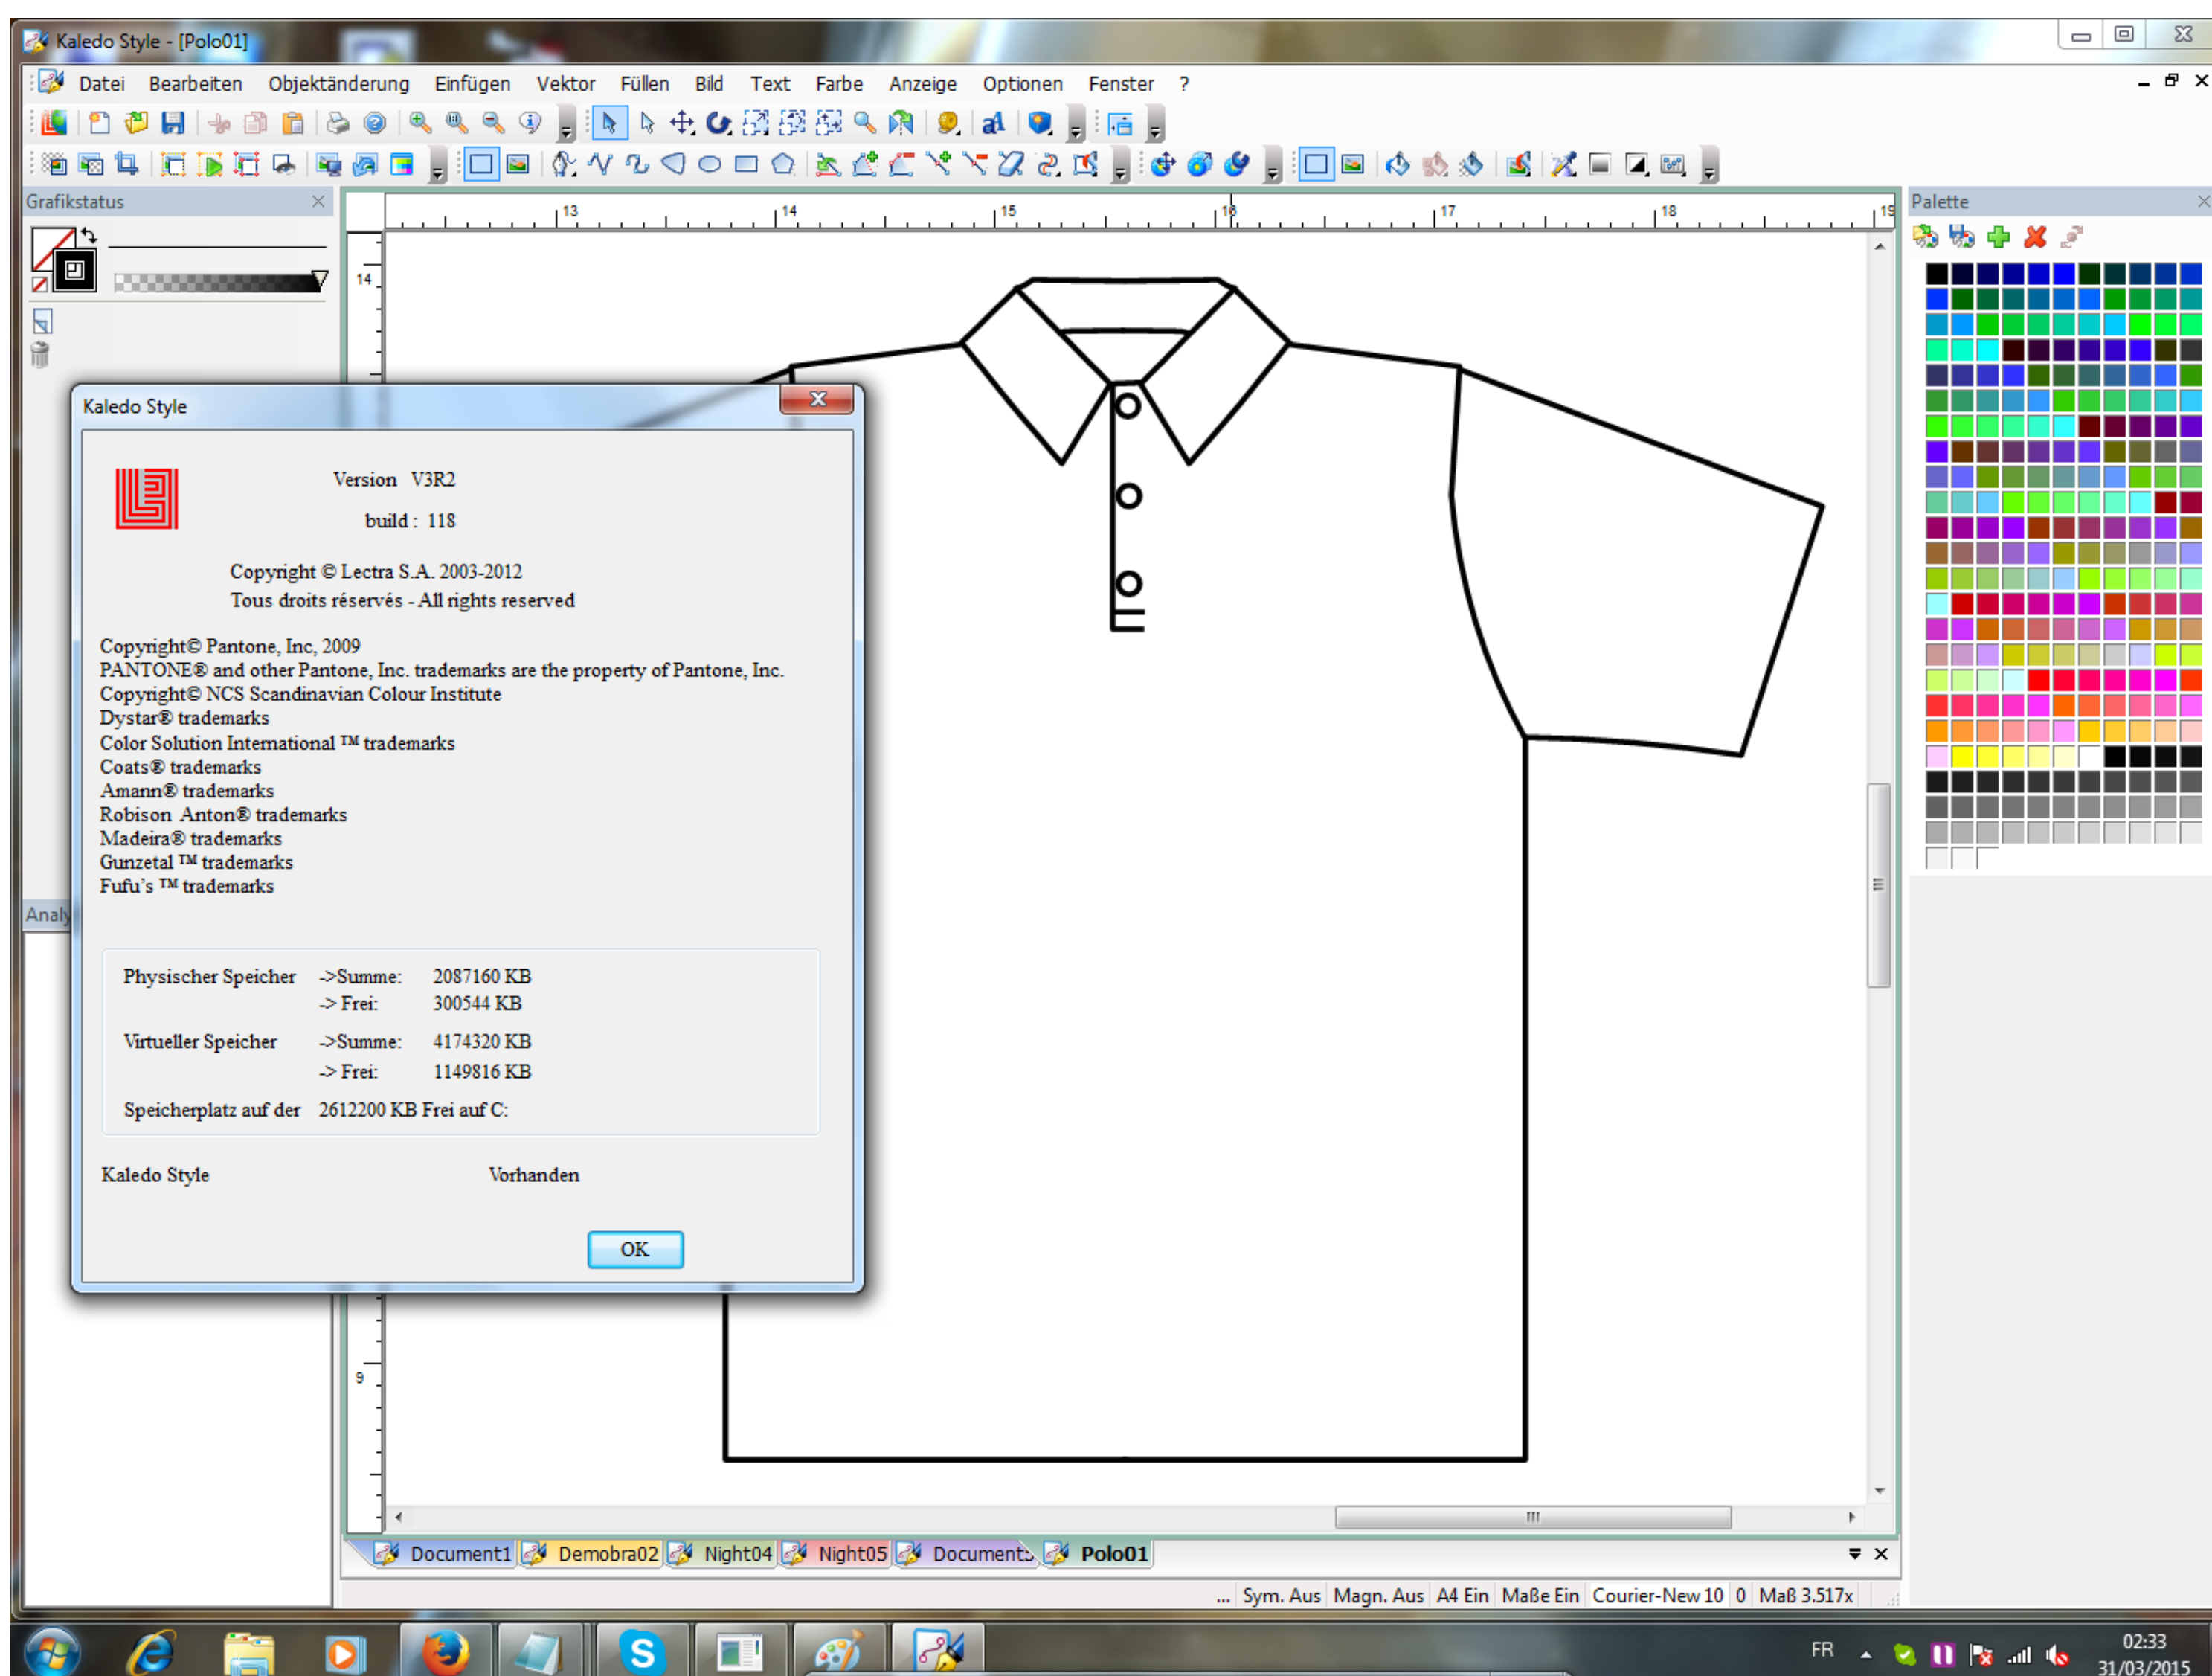 Kaledo Style - [Polo01]
Datei Bearbeiten Objektänderung Einfügen Vektor Füllen Bild Text Farbe Anzeige Optionen Fenster ?
Grafikstatus
13 14 15 16 17 18 19
Palette
14
Kaledo Style
Version V3R2
build : 118
Copyright © Lectra S.A. 2003-2012
Tous droits réservés - All rights reserved
Copyright© Pantone, Inc, 2009
PANTONE® and other Pantone, Inc. trademarks are the property of Pantone, Inc.
Copyright© NCS Scandinavian Colour Institute
Dystar® trademarks
Color Solution International ™ trademarks
Coats® trademarks
Amann® trademarks
Robison Anton® trademarks
Madeira® trademarks
Gunzetal ™ trademarks
Fufu's ™ trademarks
Analy
Physischer Speicher ->Summe: 2087160 KB
-> Frei: 300544 KB
Virtueller Speicher ->Summe: 4174320 KB
-> Frei: 1149816 KB
Speicherplatz auf der 2612200 KB Frei auf C:
Kaledo Style Vorhanden
OK
9
Document1 Demobra02 Night04 Night05 Document5 Polo01
... Sym. Aus Magn. Aus A4 Ein Maße Ein Courier-New 10 0 Maß 3.517x
FR 02:33
31/03/2015